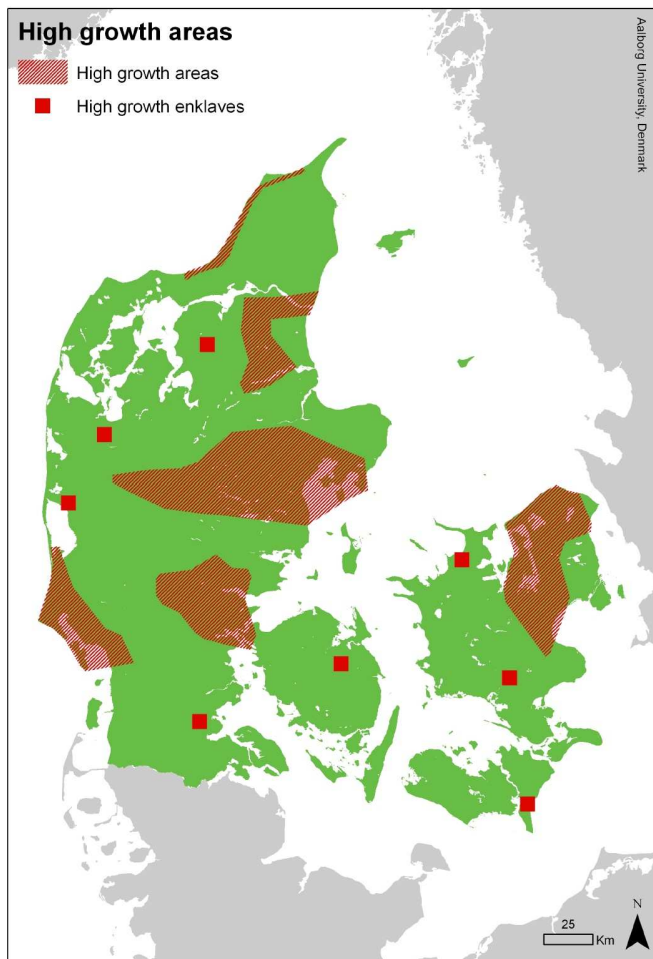 High growth areas
High growth areas
High growth enklaves
Aalborg University, Denmark
N
25
Km